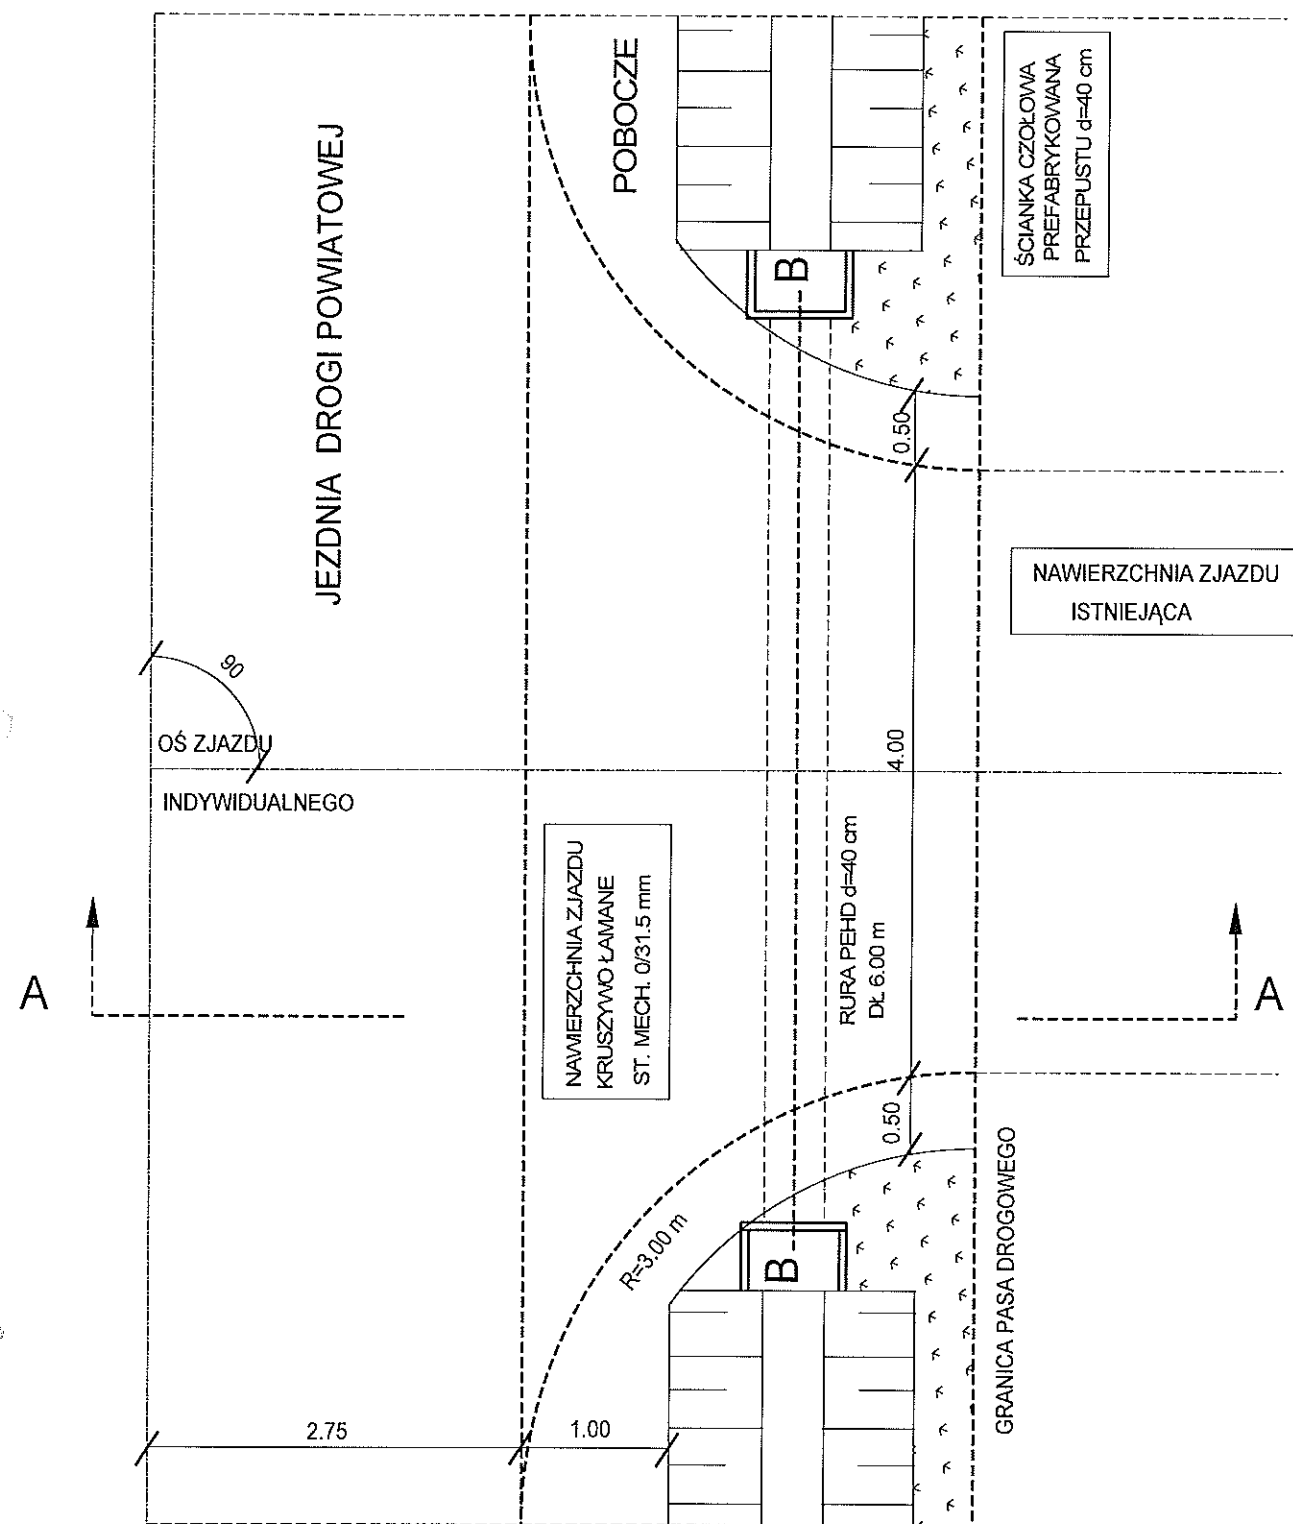 POBOCZE
ŚCIANKA CZOŁOWA
PREFABRYKOWANA
PRZEPUSTU d=40 cm
JEZDNIA DROGI POWIATOWEJ
B
0.50
NAWIERZCHNIA ZJAZDU
ISTNIEJĄCA
90
OŚ ZJAZDU
INDYWIDUALNEGO
4.00
NAWIERZCHNIA ZJAZDU
KRUSZYWO ŁAMANE
ST. MECH. 0/31.5 mm
RURA PEHD d=40 cm
DŁ. 6.00 m
A
A
0.50
R=3.00 m
B
GRANICA PASA DROGOWEGO
2.75
1.00